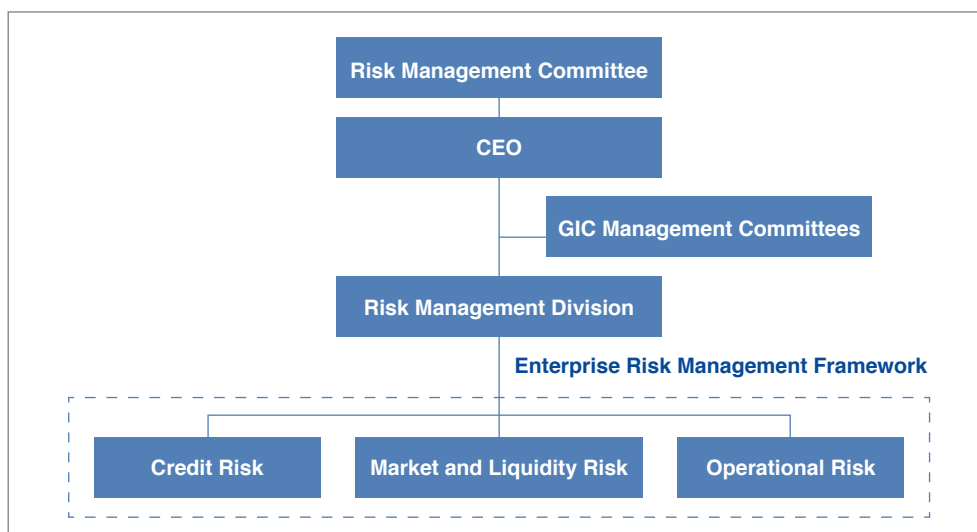 Risk Management Committee
CEO
GIC Management Committees
Risk Management Division
Enterprise Risk Management Framework
Credit Risk
Market and Liquidity Risk
Operational Risk